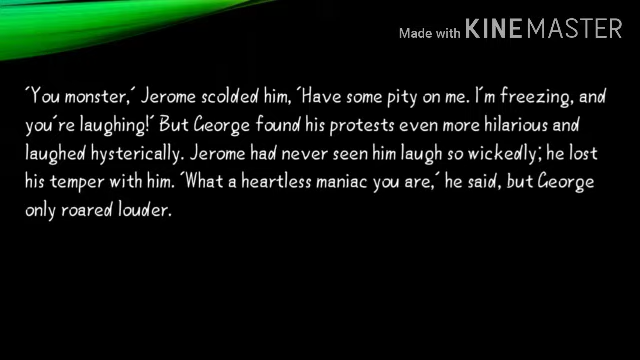 Made with KINEMASTER
´You monster,´ Jerome scolded him, ´Have some pity on me. I´m freezing, and
you´re laughing!´ But George found his protests even more hilarious and
laughed hysterically. Jerome had never seen him laugh so wickedly; he lost
his temper with him. ´What a heartless maniac you are,´ he said, but George
only roared louder.